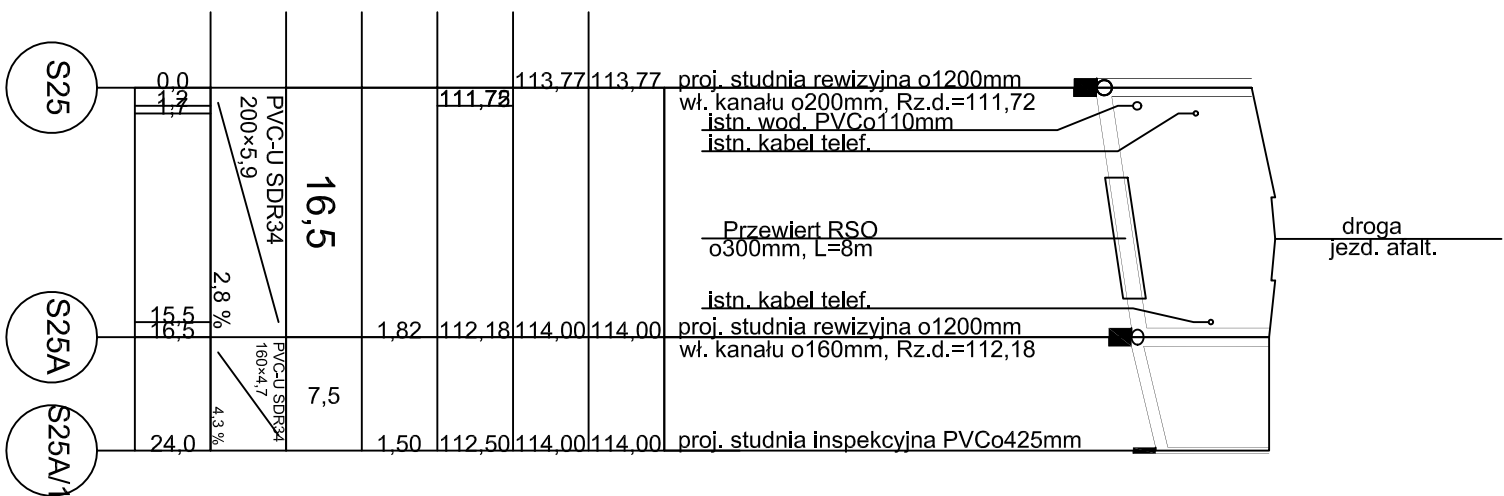 S25
0,0
1,2
1,7
PVC-U SDR34
200×5,9
2,8 %
16,5
113,77
113,77
proj. studnia rewizyjna o1200mm
wł. kanału o200mm, Rz.d.=111,72
istn. wod. PVCo110mm
istn. kabel telef.
Przewiert RSO
o300mm, L=8m
droga
jezd. afalt.
istn. kabel telef.
S25A
15,5
16,5
1,82
112,18
114,00
114,00
proj. studnia rewizyjna o1200mm
wł. kanału o160mm, Rz.d.=112,18
PVC-U SDR34
160×4,7
4,3 %
7,5
S25A/1
24,0
1,50
112,50
114,00
114,00
proj. studnia inspekcyjna PVCo425mm